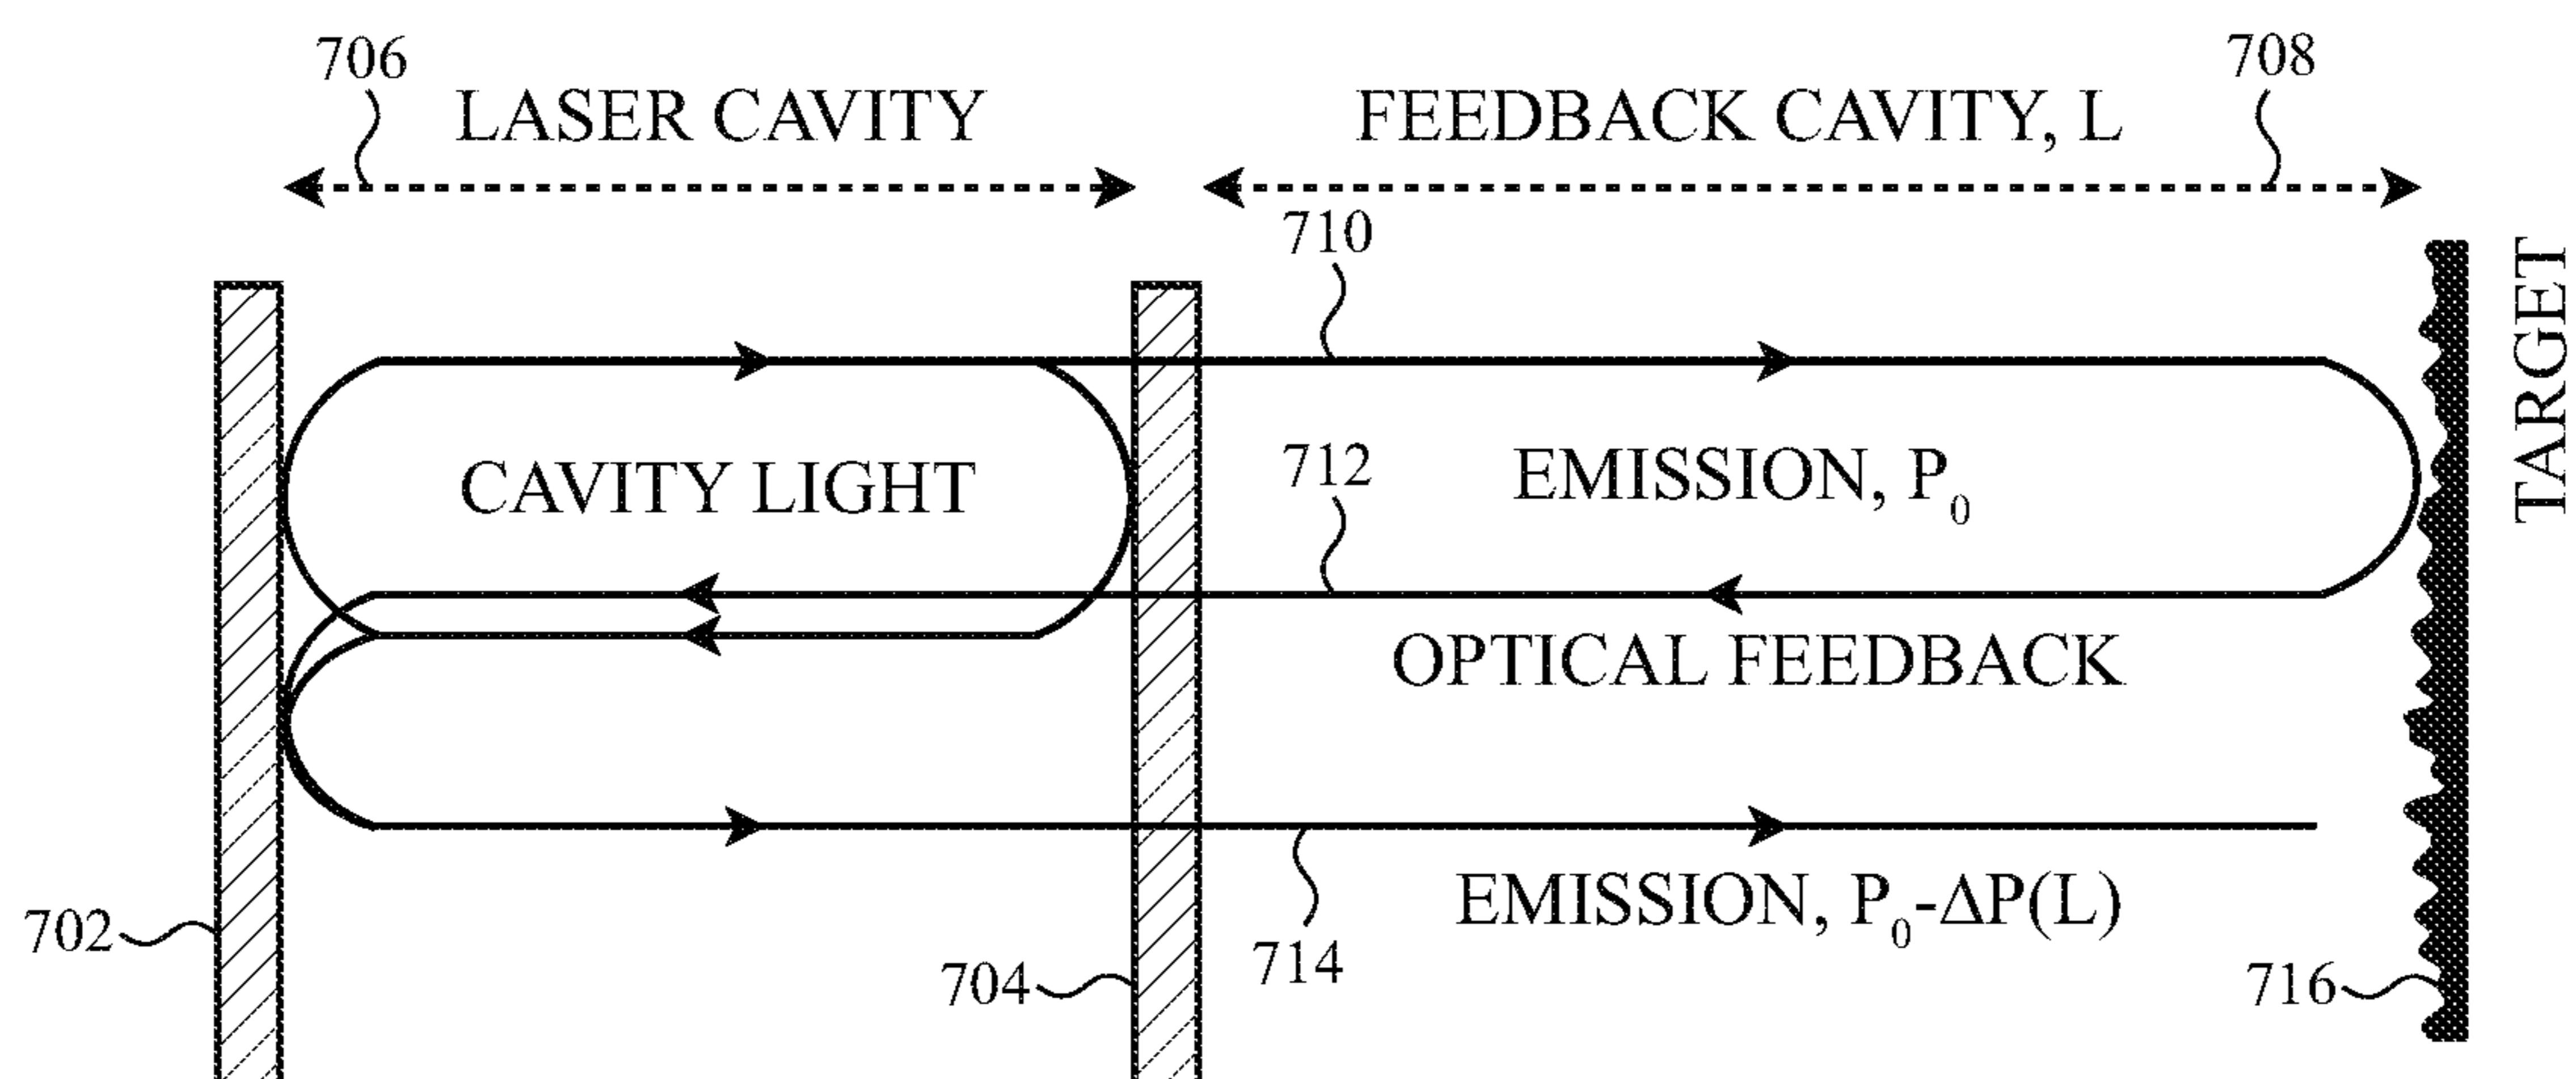 706
708
LASER CAVITY
FEEDBACK CAVITY, L
710
TARGET
CAVITY LIGHT
712
EMISSION, P₀
OPTICAL FEEDBACK
702
714
EMISSION, P₀-ΔP(L)
704
716